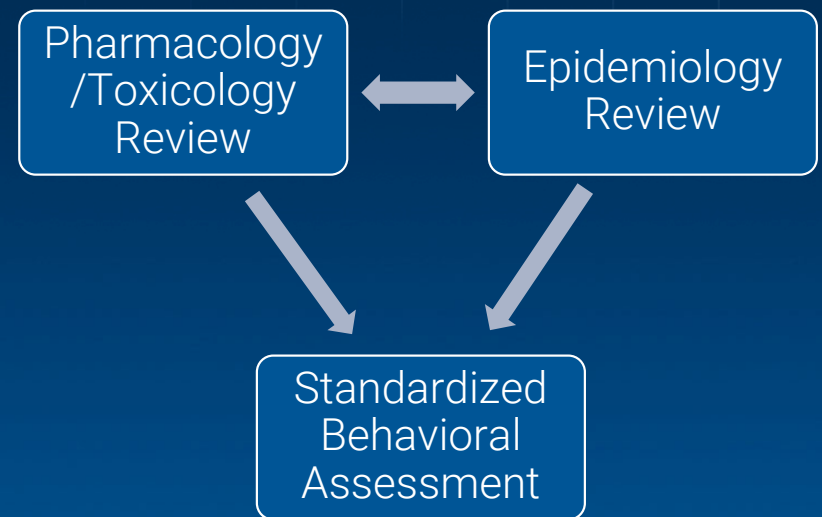 Pharmacology
/Toxicology
Review
Epidemiology
Review
Standardized
Behavioral
Assessment